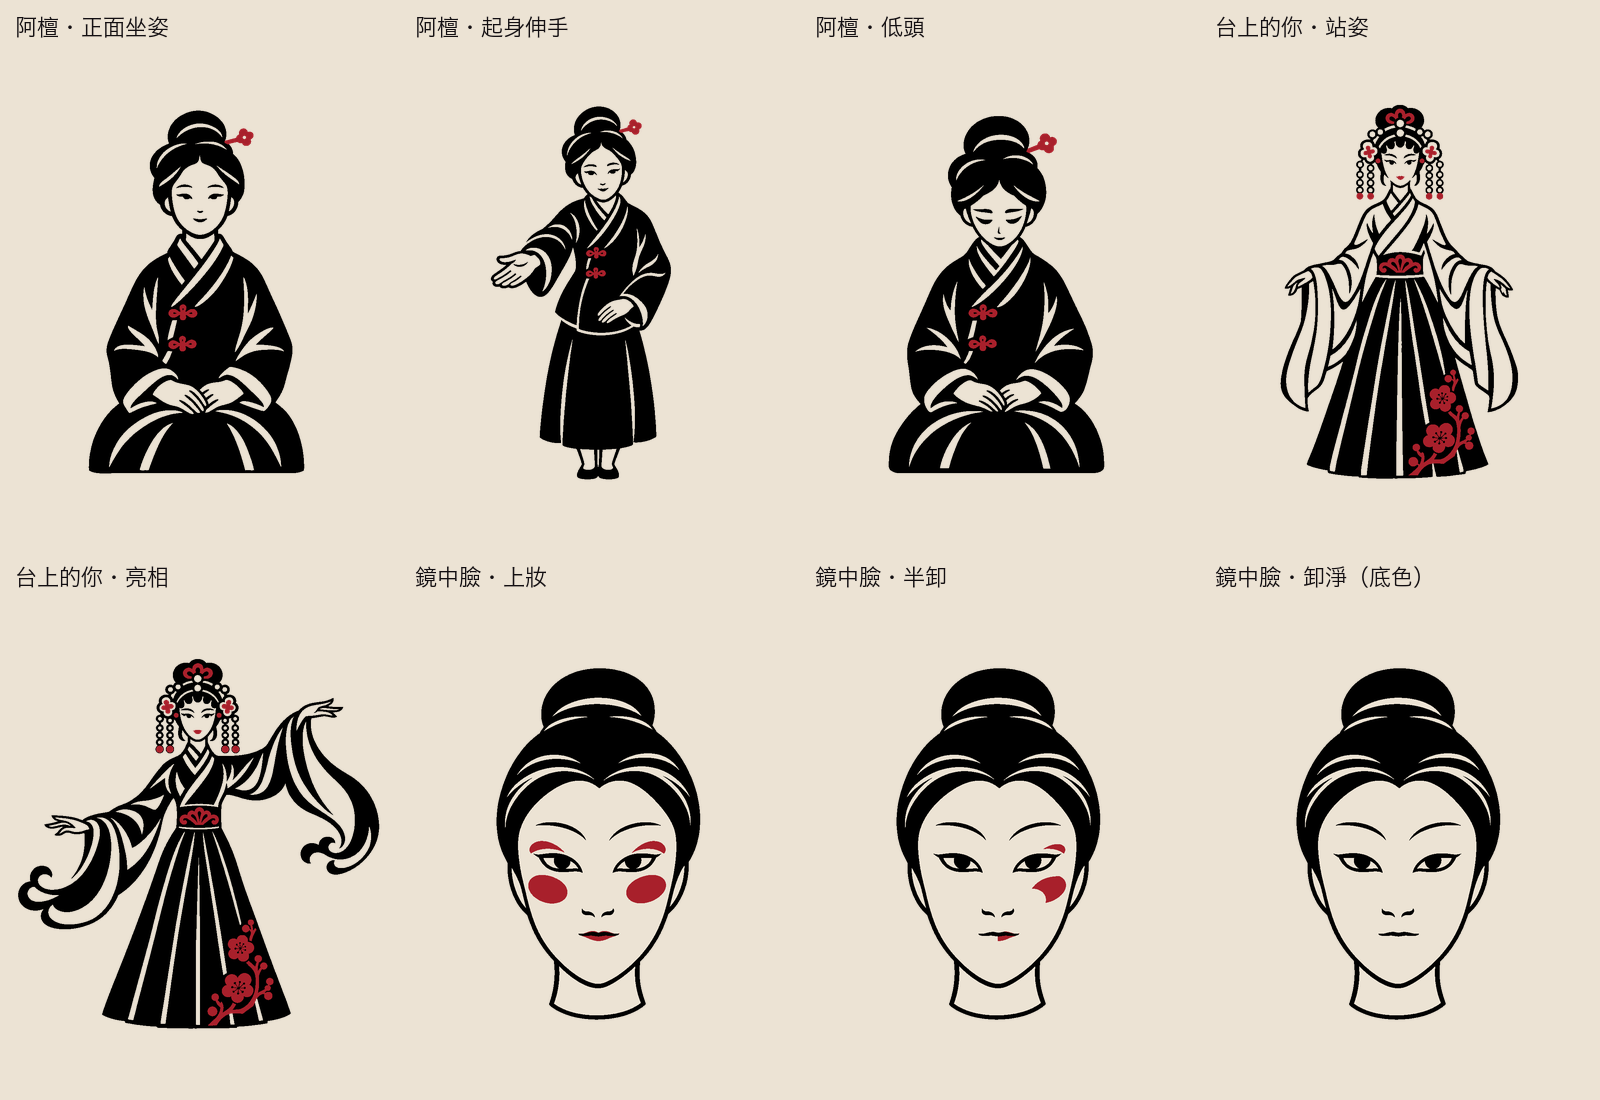 阿檀・正面坐姿
阿檀・起身伸手
阿檀・低頭
台上的你・站姿
台上的你・亮相
鏡中臉・上妝
鏡中臉・半卸
鏡中臉・卸淨（底色）